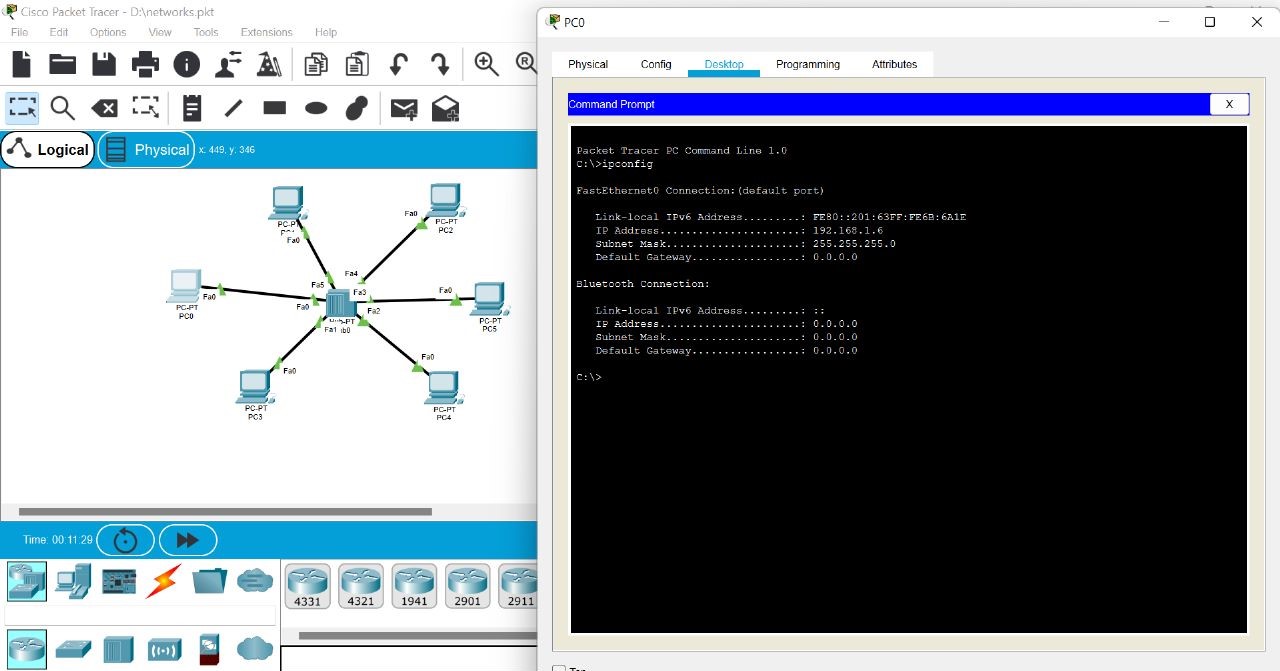 Cisco Packet Tracer - D:\networks.pkt
File Edit Options View Tools Extensions Help
R
Logical Physical x: 449, y: 346
PC-PT
Fa0
Fa0
PC-PT
PC2
Fa4
Fa5
Fa3
Fa0
PC-PT
PC0
Fa0
Fa2
Fa0
PC-PT
PC5
Fa1
Fa0
PC-PT
PC3
Fa0
PC-PT
PC4
Time: 00:11:29
4331 4321 1941 2901 2911
PC0
Physical Config Desktop Programming Attributes
Command Prompt X
Packet Tracer PC Command Line 1.0
C:\>ipconfig
FastEthernet0 Connection:(default port)
Link-local IPv6 Address.........: FE80::201:63FF:FE6B:6A1E
IP Address......................: 192.168.1.6
Subnet Mask.....................: 255.255.255.0
Default Gateway.................: 0.0.0.0
Bluetooth Connection:
Link-local IPv6 Address.........: ::
IP Address......................: 0.0.0.0
Subnet Mask.....................: 0.0.0.0
Default Gateway.................: 0.0.0.0
C:\>